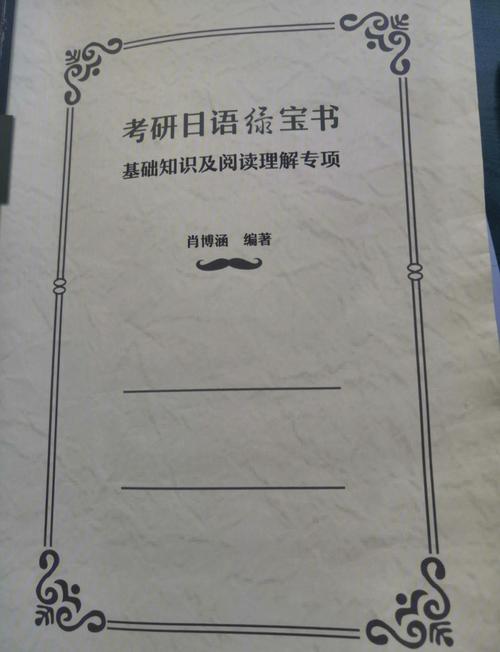 考研日语绿宝书
基础知识及阅读理解专项
肖博涵 编著